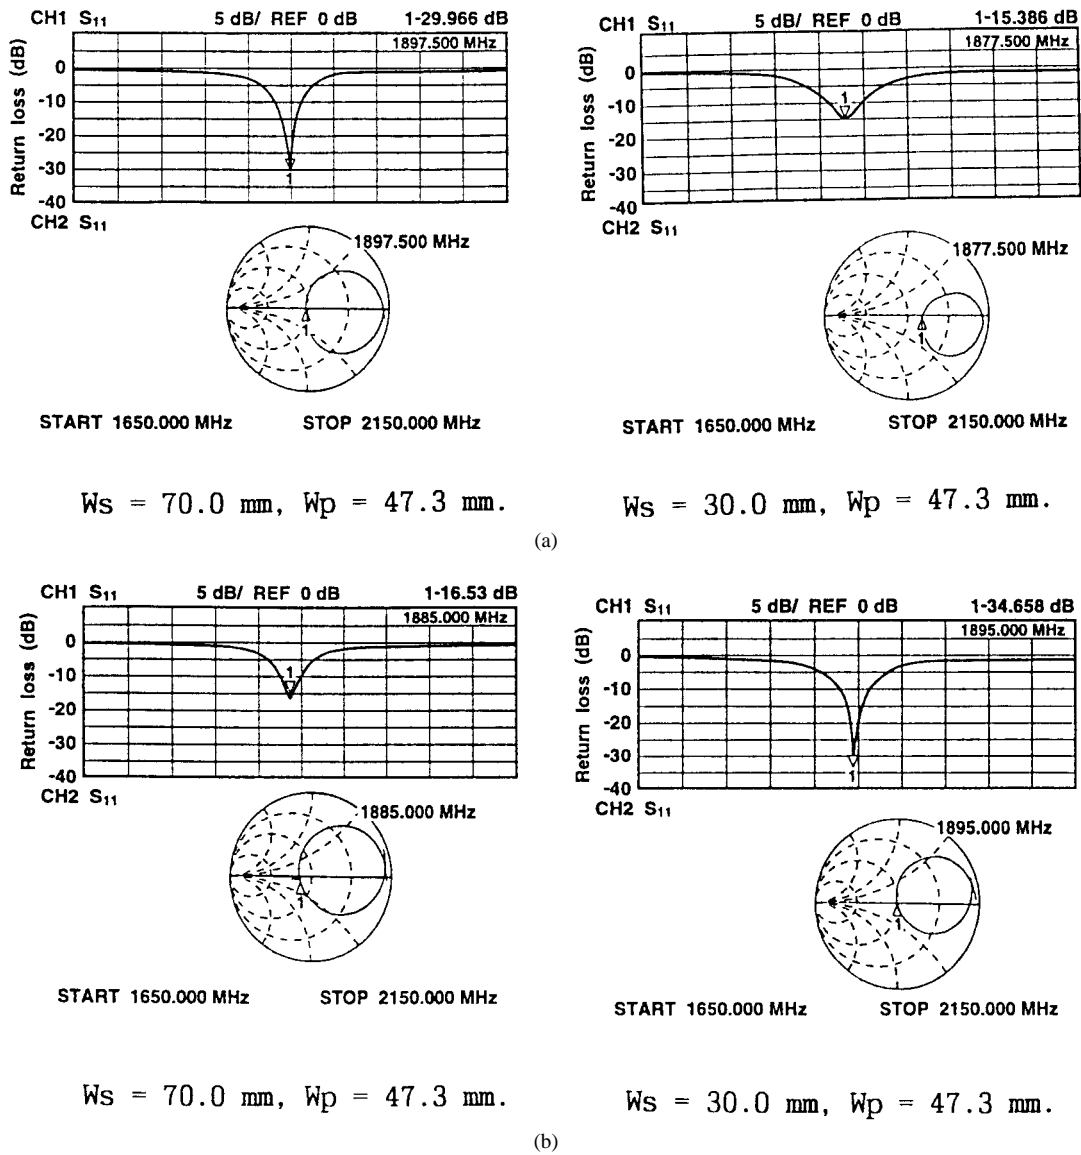 CH1 S11 5 dB/ REF 0 dB 1-29.966 dB
1897.500 MHz
Return loss (dB)
0
-10
-20
-30
-40
1
CH2 S11
1897.500 MHz
1
START 1650.000 MHz STOP 2150.000 MHz
Ws = 70.0 mm, Wp = 47.3 mm.
CH1 S11 5 dB/ REF 0 dB 1-15.386 dB
1877.500 MHz
Return loss (dB)
0
-10
-20
-30
-40
1
CH2 S11
1877.500 MHz
1
START 1650.000 MHz STOP 2150.000 MHz
Ws = 30.0 mm, Wp = 47.3 mm.
(a)
CH1 S11 5 dB/ REF 0 dB 1-16.53 dB
1885.000 MHz
Return loss (dB)
0
-10
-20
-30
-40
1
CH2 S11
1885.000 MHz
1
START 1650.000 MHz STOP 2150.000 MHz
Ws = 70.0 mm, Wp = 47.3 mm.
CH1 S11 5 dB/ REF 0 dB 1-34.658 dB
1895.000 MHz
Return loss (dB)
0
-10
-20
-30
-40
1
CH2 S11
1895.000 MHz
1
START 1650.000 MHz STOP 2150.000 MHz
Ws = 30.0 mm, Wp = 47.3 mm.
(b)